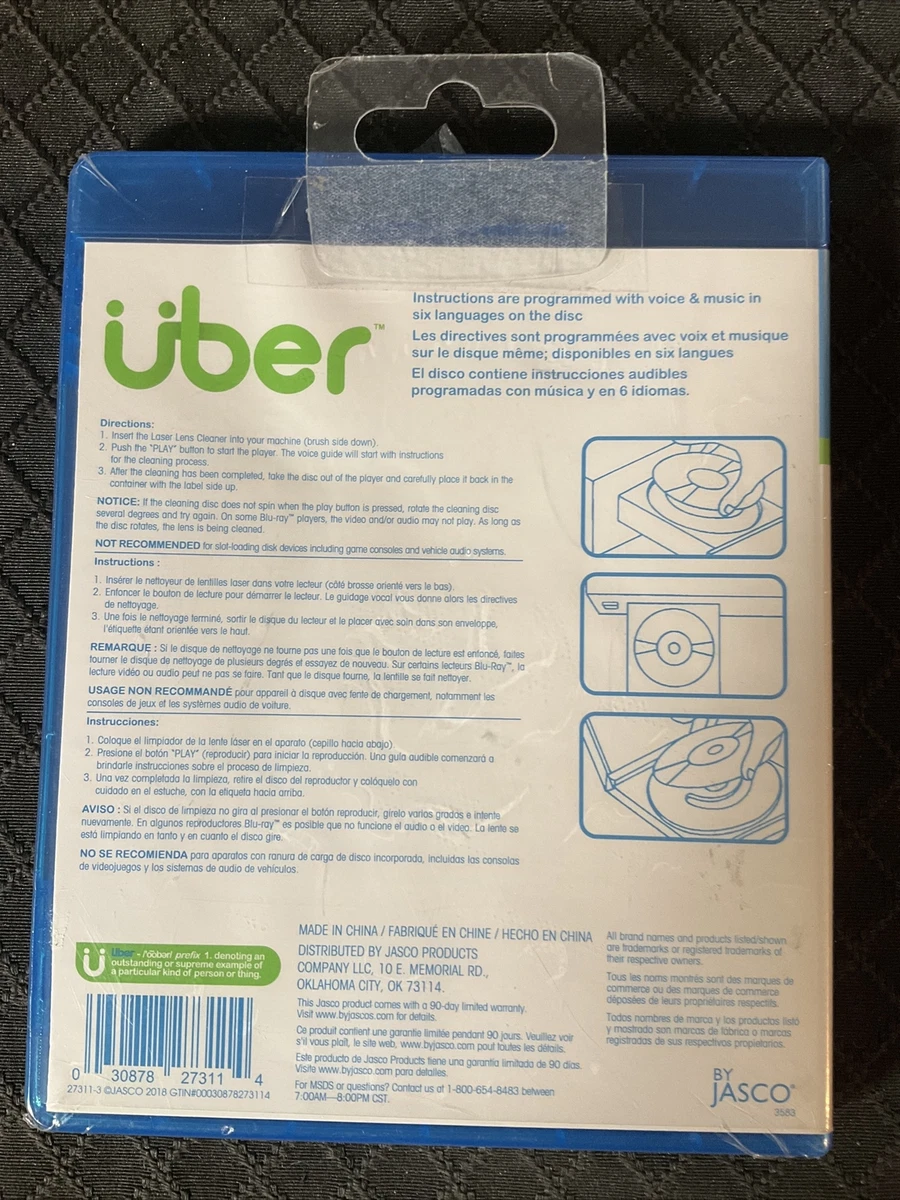 über™
Instructions are programmed with voice & music in
six languages on the disc
Les directives sont programmées avec voix et musique
sur le disque même; disponibles en six langues
El disco contiene instrucciones audibles
programadas con música y en 6 idiomas.
Directions:
1. Insert the Laser Lens Cleaner into your machine (brush side down).
2. Push the "PLAY" button to start the player. The voice guide will start with instructions
for the cleaning process.
3. After the cleaning has been completed, take the disc out of the player and carefully place it back in the
container with the label side up.
NOTICE: If the cleaning disc does not spin when the play button is pressed, rotate the cleaning disc
several degrees and try again. On some Blu-ray™ players, the video and/or audio may not play. As long as
the disc rotates, the lens is being cleaned.
NOT RECOMMENDED for slot-loading disk devices including game consoles and vehicle audio systems.
Instructions :
1. Insérer le nettoyeur de lentilles laser dans votre lecteur (côté brosse orienté vers le bas).
2. Enfoncer le bouton de lecture pour démarrer le lecteur. Le guidage vocal vous donne alors les directives
de nettoyage.
3. Une fois le nettoyage terminé, sortir le disque du lecteur et le placer avec soin dans son enveloppe,
l'étiquette étant orientée vers le haut.
REMARQUE : Si le disque de nettoyage ne tourne pas une fois que le bouton de lecture est enfoncé, faites
tourner le disque de nettoyage de plusieurs degrés et essayez de nouveau. Sur certains lecteurs Blu-Ray™, la
lecture vidéo ou audio peut ne pas se faire. Tant que le disque tourne, la lentille se fait nettoyer.
USAGE NON RECOMMANDÉ pour appareil à disque avec fente de chargement, notamment les
consoles de jeux et les systèmes audio de voiture.
Instrucciones:
1. Coloque el limpiador de la lente láser en el aparato (cepillo hacia abajo)
2. Presione el botón "PLAY" (reproducir) para iniciar la reproducción. Una guía audible comenzará a
brindarle instrucciones sobre el proceso de limpieza.
3. Una vez completada la limpieza, retire el disco del reproductor y colóquelo con
cuidado en el estuche, con la etiqueta hacia arriba.
AVISO : Si el disco de limpieza no gira al presionar el botón reproducir, gírelo varios grados e intente
nuevamente. En algunos reproductores Blu-ray™ es posible que no funcione el audio o el video. La lente se
está limpiando en tanto y en cuanto el disco gire.
NO SE RECOMIENDA para aparatos con ranura de carga de disco incorporada, incluidas las consolas
de videojuegos y los sistemas de audio de vehículos.
ü
Uber - /'oobər/ prefix 1. denoting an
outstanding or supreme example of
a particular kind of person or thing.
0 30878 27311 4
27311-3 ©JASCO 2018 GTIN#00030878273114
MADE IN CHINA / FABRIQUÉ EN CHINE / HECHO EN CHINA
DISTRIBUTED BY JASCO PRODUCTS
COMPANY LLC, 10 E. MEMORIAL RD.,
OKLAHOMA CITY, OK 73114.
This Jasco product comes with a 90-day limited warranty.
Visit www.byjascos.com for details.
Ce produit contient une garantie limitée pendant 90 jours. Veuillez voir
s'il vous plaît, le site web, www.byjasco.com pout toutes les détails.
Este producto de Jasco Products tiene una garantía limitada de 90 días.
Visite www.byjasco.com para detalles.
For MSDS or questions? Contact us at 1-800-654-8483 between
7:00AM—8:00PM CST.
All brand names and products listed/shown
are trademarks or registered trademarks of
their respective owners.
Tous les noms montrés sont des marques de
commerce ou des marques de commerce
déposées de leurs propriétaires respectifs.
Todos nombres de marca y los productos listó
y mostrado son marcas de fábrica o marcas
registradas de sus respectivos propietarios.
BY
JASCO®
3583